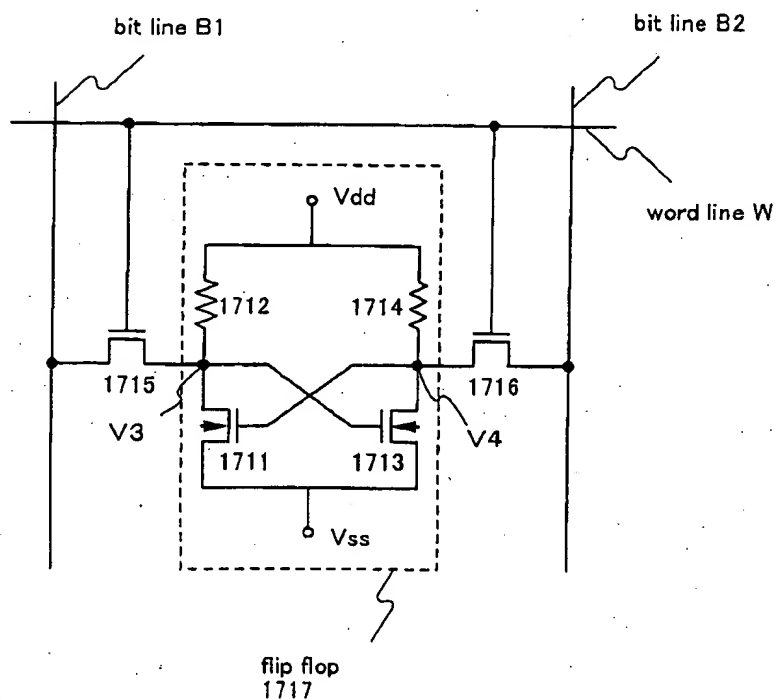 bit line B1
bit line B2
word line W
Vdd
1712
1714
1715
1716
V3
V4
1711
1713
Vss
flip flop
1717